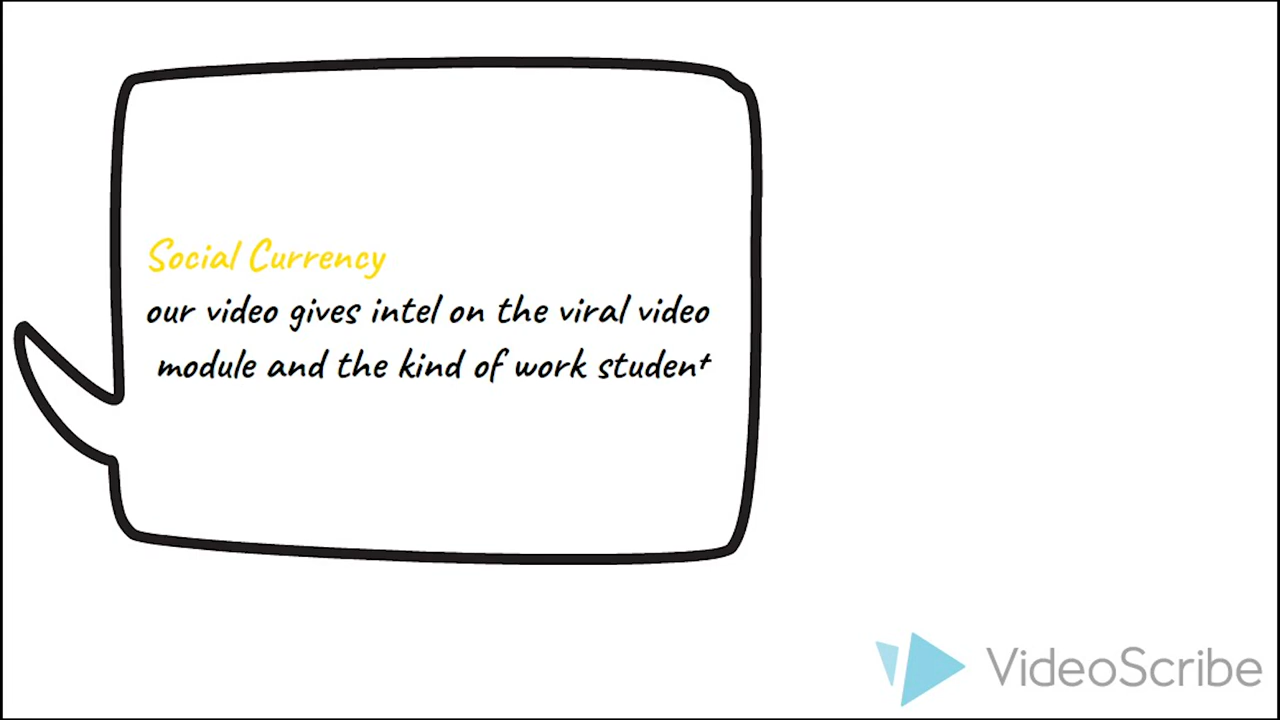 Social Currency
our video gives intel on the viral video
module and the kind of work student
VideoScribe